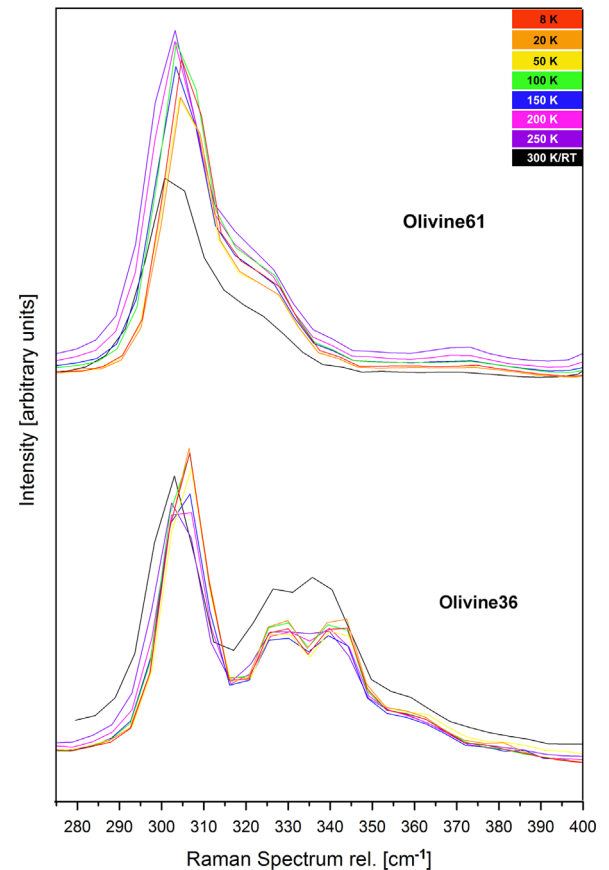 8 K
20 K
50 K
100 K
150 K
200 K
250 K
300 K/RT
Olivine61
Intensity [arbitrary units]
Olivine36
280 290 300 310 320 330 340 350 360 370 380 390 400
Raman Spectrum rel. [cm⁻¹]